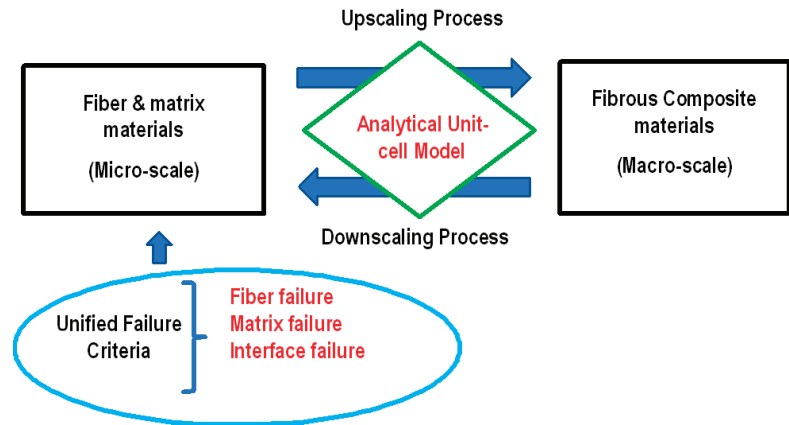 Upscaling Process
Fiber & matrix
materials
(Micro-scale)
Analytical Unit-
cell Model
Fibrous Composite
materials
(Macro-scale)
Downscaling Process
Unified Failure
Criteria
Fiber failure
Matrix failure
Interface failure